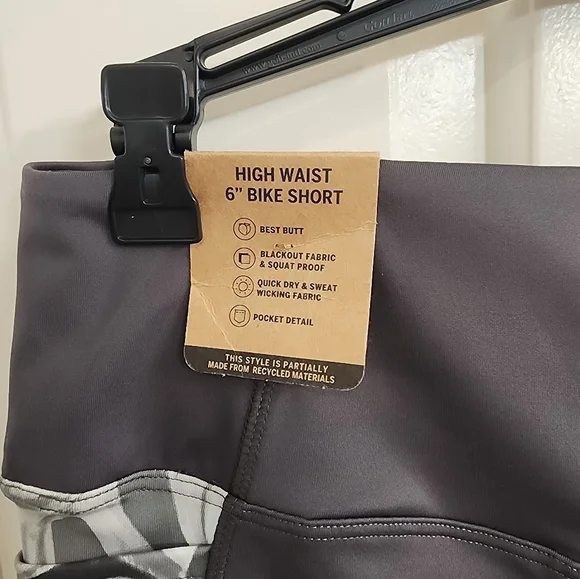 HIGH WAIST
6" BIKE SHORT
BEST BUTT
BLACKOUT FABRIC
& SQUAT PROOF
QUICK DRY & SWEAT
WICKING FABRIC
POCKET DETAIL
THIS STYLE IS PARTIALLY
MADE FROM RECYCLED MATERIALS